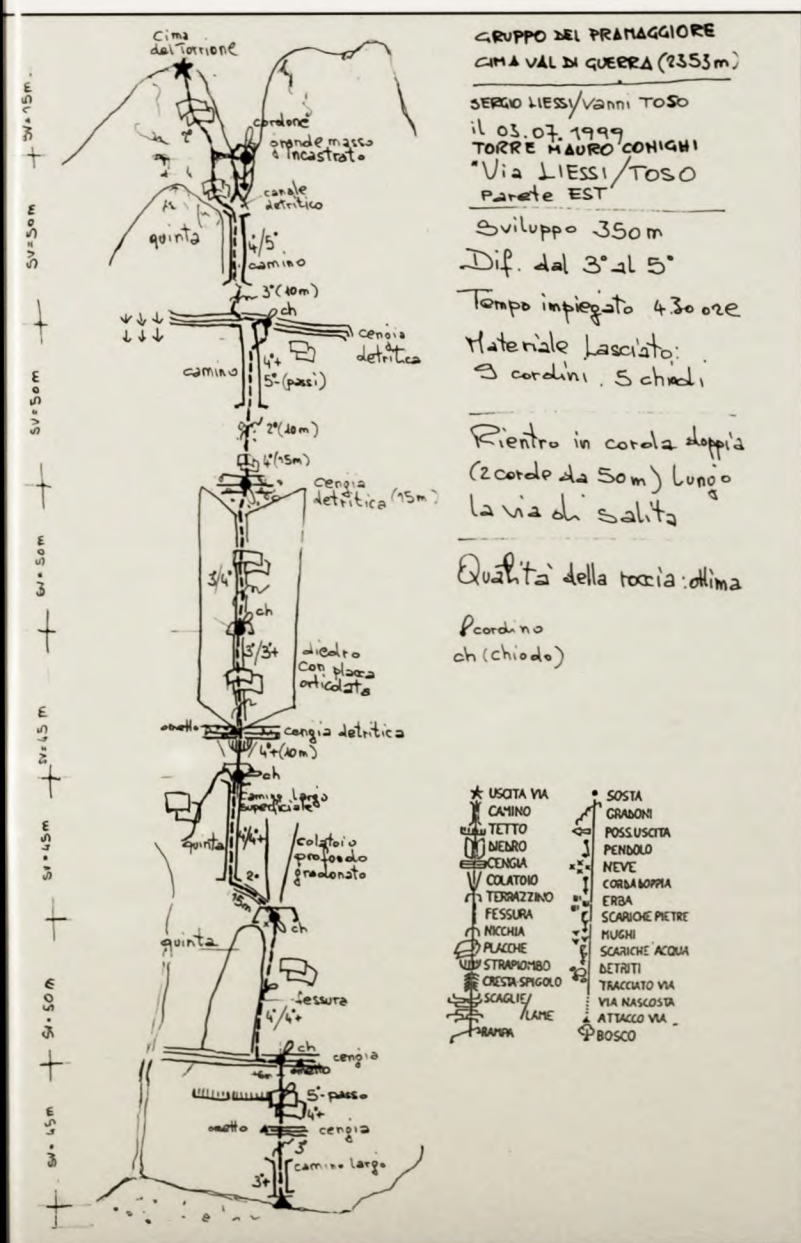 Cima
del Torrione
2°
cordone
grande masso
incastrato
canale
detritico
quinta
4°/5°
camino
3°(10m)
ch
cengia
detritica
camino
4°+
5°-(passi)
2°(10m)
4°(15m)
cengia
detritica (15m)
3/4°
ch
3°/3°+
diedro
con placca
articolata
ometto
cengia detritica
4°+(10m)
ch
camino largo
superficiale
quinta
4°/4°+
colatoio
profondo
gradonato
2°
15m
ch
quinta
fessura
4°/4°+
ch
cengia
ometto
5°-passo
4°+
ometto
cengia
3°
camino largo
3°+
SV=15m.
SV=50m
SV=50m
SV=50m
SV=45m
SV=45m
SV=50m
SV=45m
GRUPPO DEL PRAMAGGIORE
CIMA VAL DI GUERRA (2353m)
SERGIO LIESSI/Vanni TOSO
il 03.07.1999
TORRE MAURO CONIGHI
"Via LIESSI/TOSO
Parete EST
Sviluppo 350m
Dif. dal 3° al 5°
Tempo impiegato 4.30 ore
Materiale Lasciato:
9 cordini. 5 chiodi
Rientro in corda doppia
(2 corde da 50m) Lungo
la via di salita
Qualità della roccia: ottima
cordino
ch (chiodo)
USCITA VIA
CAMINO
TETTO
DIEDRO
CENGIA
COLATOIO
TERRAZZINO
FESSURA
NICCHIA
PLACCHE
STRAPIOMBO
CRESTA-SPIGOLO
SCAGLIE/
LAME
RAMPA
SOSTA
GRADONI
POSS.USCITA
PENDOLO
NEVE
CORDA DOPPIA
ERBA
SCARICHE PIETRE
MUGHI
SCARICHE ACQUA
DETRITI
TRACCIATO VIA
VIA NASCOSTA
ATTACCO VIA
BOSCO